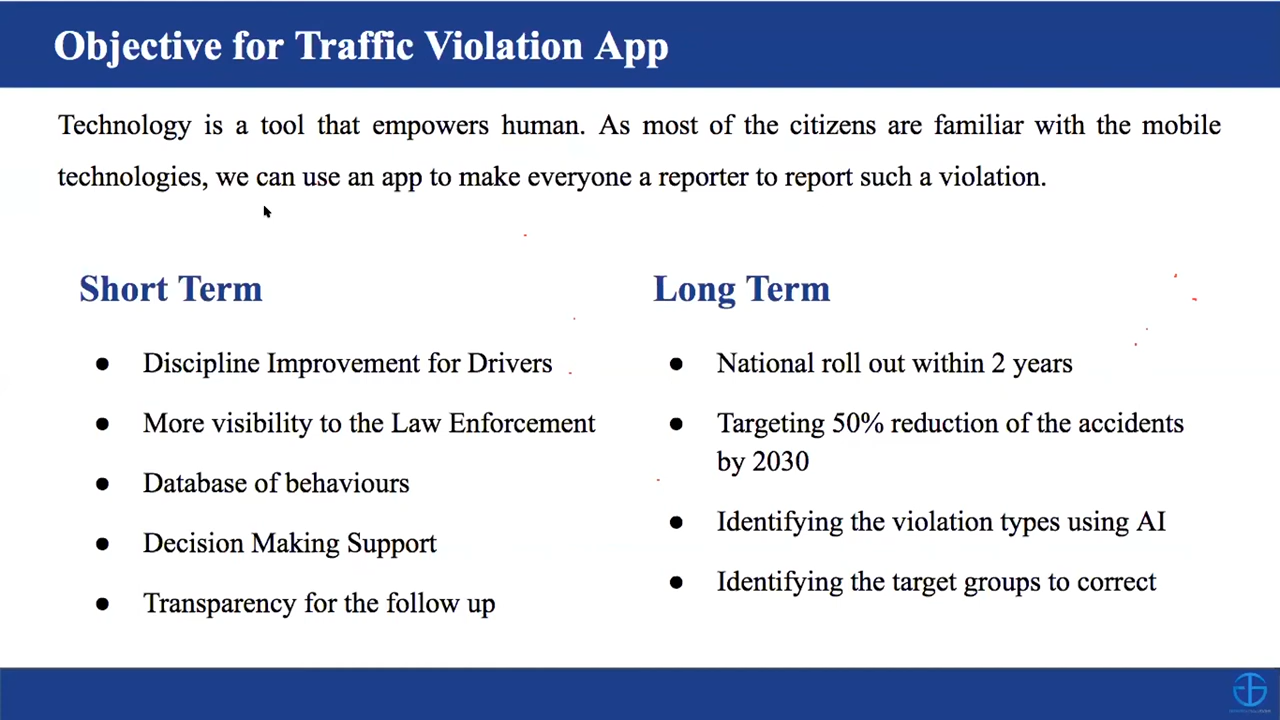 Objective for Traffic Violation App
Technology is a tool that empowers human. As most of the citizens are familiar with the mobile
technologies, we can use an app to make everyone a reporter to report such a violation.
Short Term
● Discipline Improvement for Drivers
● More visibility to the Law Enforcement
● Database of behaviours
● Decision Making Support
● Transparency for the follow up
Long Term
● National roll out within 2 years
● Targeting 50% reduction of the accidents
by 2030
● Identifying the violation types using AI
● Identifying the target groups to correct